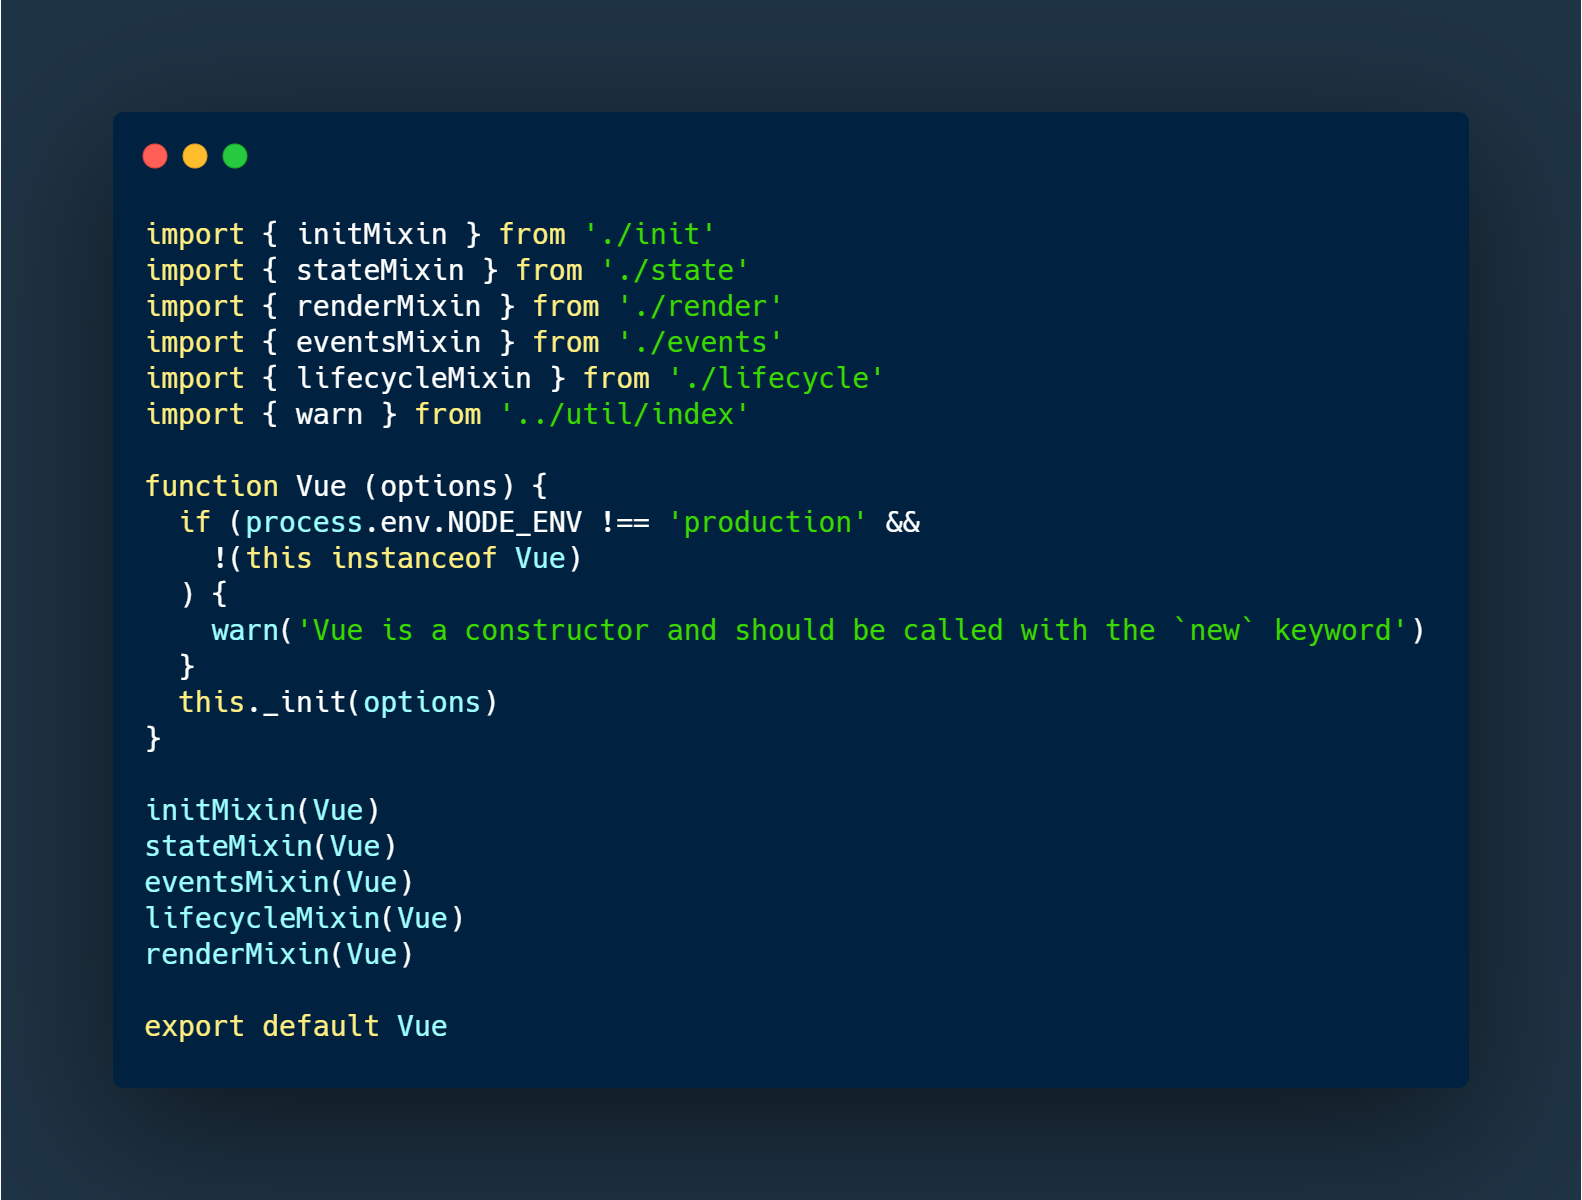 import { initMixin } from './init'
import { stateMixin } from './state'
import { renderMixin } from './render'
import { eventsMixin } from './events'
import { lifecycleMixin } from './lifecycle'
import { warn } from '../util/index'

function Vue (options) {
  if (process.env.NODE_ENV !== 'production' &&
    !(this instanceof Vue)
  ) {
    warn('Vue is a constructor and should be called with the `new` keyword')
  }
  this._init(options)
}

initMixin(Vue)
stateMixin(Vue)
eventsMixin(Vue)
lifecycleMixin(Vue)
renderMixin(Vue)

export default Vue